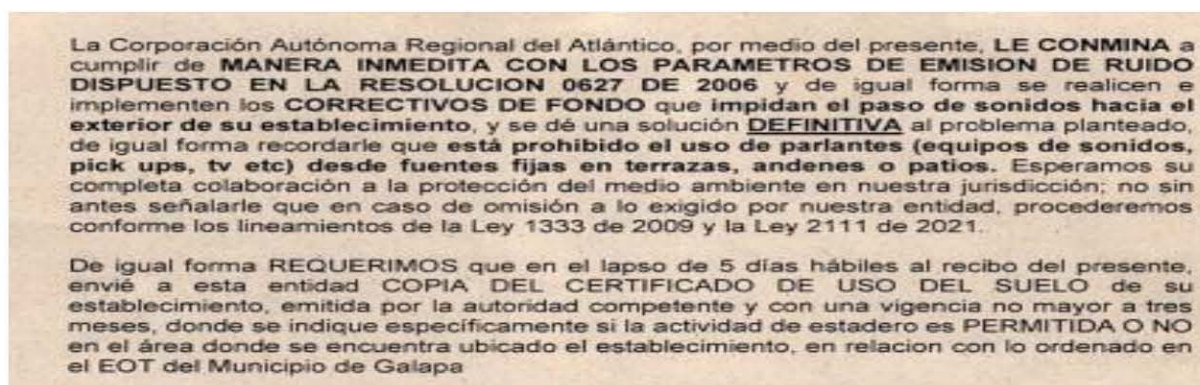 La Corporación Autónoma Regional del Atlántico, por medio del presente, LE CONMINA a
cumplir de MANERA INMEDITA CON LOS PARAMETROS DE EMISION DE RUIDO
DISPUESTO EN LA RESOLUCION 0627 DE 2006 y de igual forma se realicen e
implementen los CORRECTIVOS DE FONDO que impidan el paso de sonidos hacia el
exterior de su establecimiento, y se dé una solución DEFINITIVA al problema planteado,
de igual forma recordarle que está prohibido el uso de parlantes (equipos de sonidos,
pick ups, tv etc) desde fuentes fijas en terrazas, andenes o patios. Esperamos su
completa colaboración a la protección del medio ambiente en nuestra jurisdicción; no sin
antes señalarle que en caso de omisión a lo exigido por nuestra entidad, procederemos
conforme los lineamientos de la Ley 1333 de 2009 y la Ley 2111 de 2021.
De igual forma REQUERIMOS que en el lapso de 5 días hábiles al recibo del presente,
envié a esta entidad COPIA DEL CERTIFICADO DE USO DEL SUELO de su
establecimiento, emitida por la autoridad competente y con una vigencia no mayor a tres
meses, donde se indique específicamente si la actividad de estadero es PERMITIDA O NO
en el área donde se encuentra ubicado el establecimiento, en relacion con lo ordenado en
el EOT del Municipio de Galapa